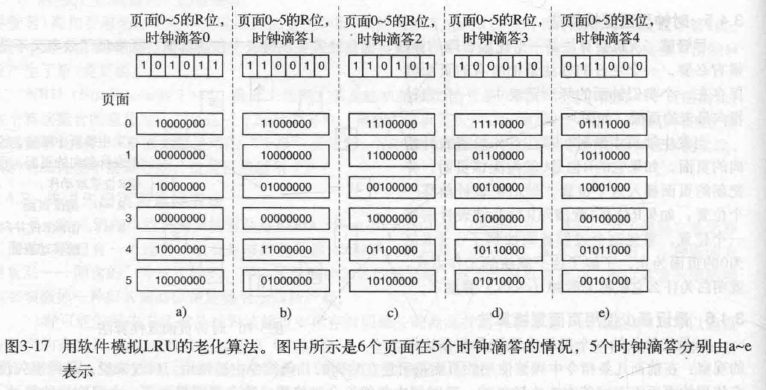 页面0~5的R位,
时钟滴答0
页面0~5的R位,
时钟滴答1
页面0~5的R位,
时钟滴答2
页面0~5的R位,
时钟滴答3
页面0~5的R位,
时钟滴答4
1 0 1 0 1 1
1 1 0 0 1 0
1 1 0 1 0 1
1 0 0 0 1 0
0 1 1 0 0 0
页面
0 10000000 11000000 11100000 11110000 01111000
1 00000000 10000000 11000000 01100000 10110000
2 10000000 01000000 00100000 00100000 10001000
3 00000000 00000000 10000000 01000000 00100000
4 10000000 11000000 01100000 10110000 01011000
5 10000000 01000000 10100000 01010000 00101000
a) b) c) d) e)
图3-17 用软件模拟LRU的老化算法。图中所示是6个页面在5个时钟滴答的情况，5个时钟滴答分别由a~e
表示